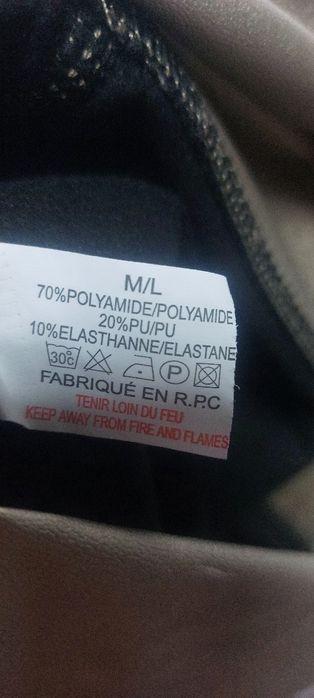 M/L
70%POLYAMIDE/POLYAMIDE
20%PU/PU
10%ELASTHANNE/ELASTANE
30°C P
FABRIQUÉ EN R.P.C
TENIR LOIN DU FEU
KEEP AWAY FROM FIRE AND FLAMES